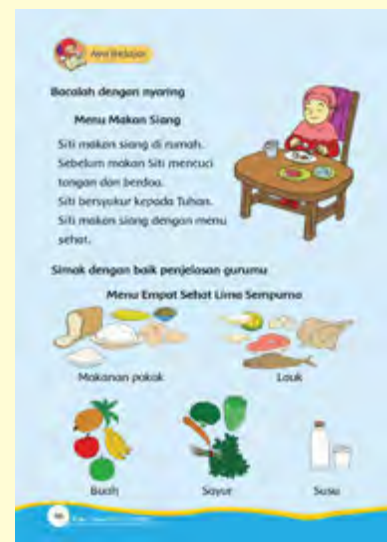 Ayo Belajar
Bacalah dengan nyaring
Menu Makan Siang
Siti makan siang di rumah.
Sebelum makan Siti mencuci
tangan dan berdoa.
Siti bersyukur kepada Tuhan.
Siti makan siang dengan menu
sehat.
Simak dengan baik penjelasan gurumu
Menu Empat Sehat Lima Sempurna
Makanan pokok
Lauk
Buah
Sayur
Susu